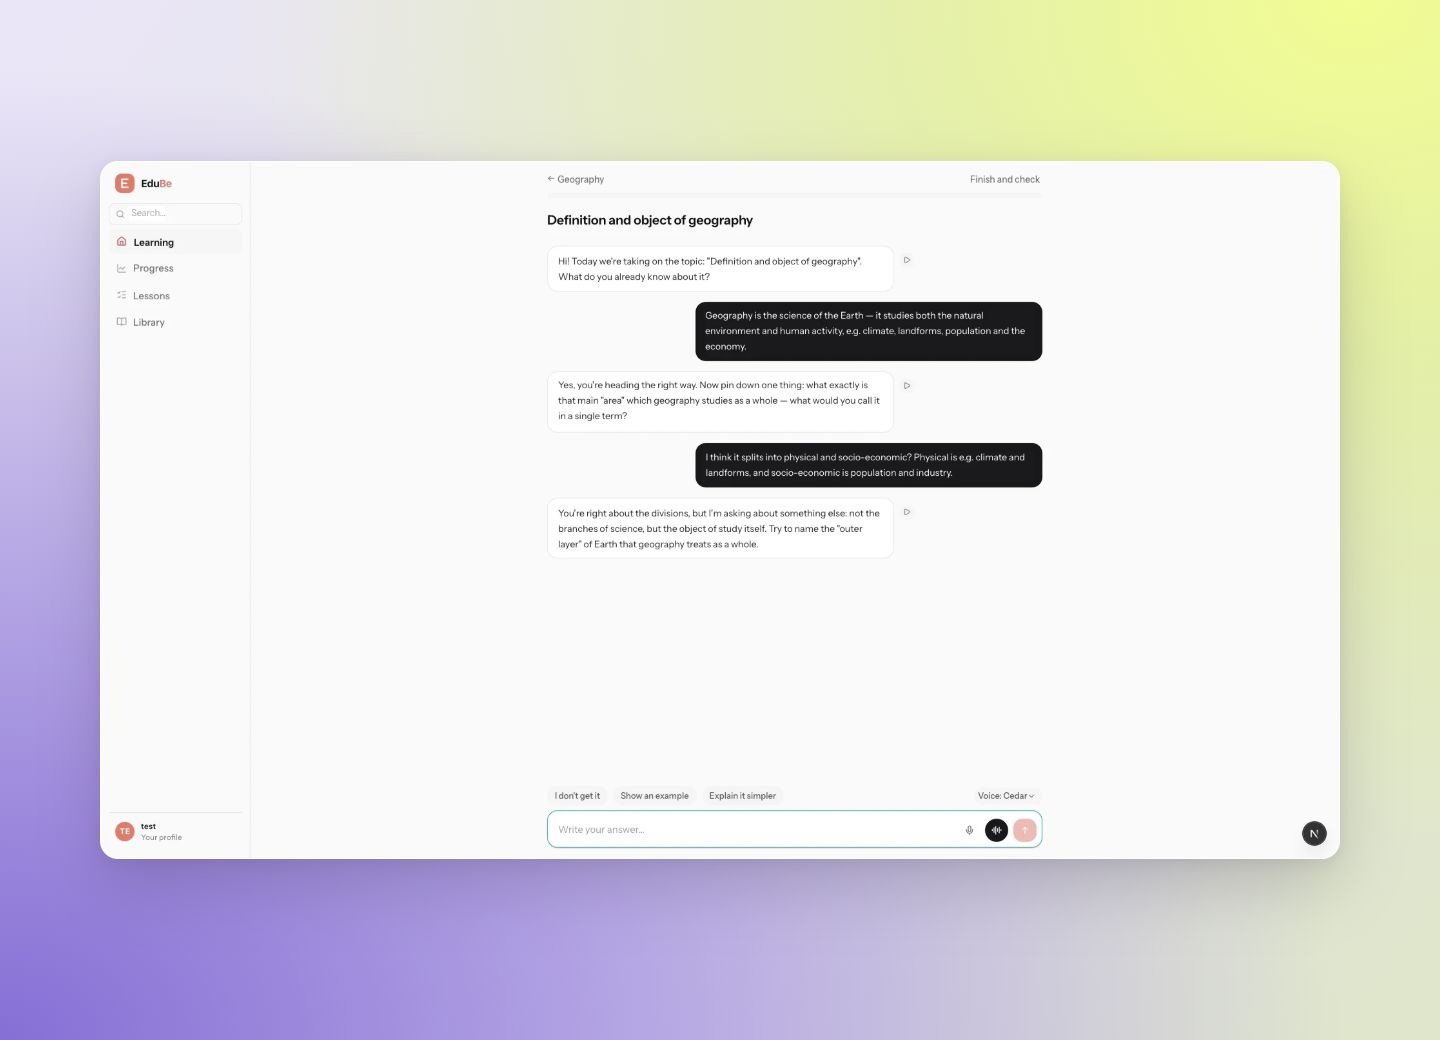 E EduBe
Search...
Learning
Progress
Lessons
Library
← Geography
Finish and check
Definition and object of geography
Hi! Today we're taking on the topic: "Definition and object of geography".
What do you already know about it?
Geography is the science of the Earth — it studies both the natural
environment and human activity, e.g. climate, landforms, population and the
economy.
Yes, you're heading the right way. Now pin down one thing: what exactly is
that main "area" which geography studies as a whole — what would you call it
in a single term?
I think it splits into physical and socio-economic? Physical is e.g. climate and
landforms, and socio-economic is population and industry.
You're right about the divisions, but I'm asking about something else: not the
branches of science, but the object of study itself. Try to name the "outer
layer" of Earth that geography treats as a whole.
I don't get it
Show an example
Explain it simpler
Voice: Cedar
Write your answer...
TE
test
Your profile
N